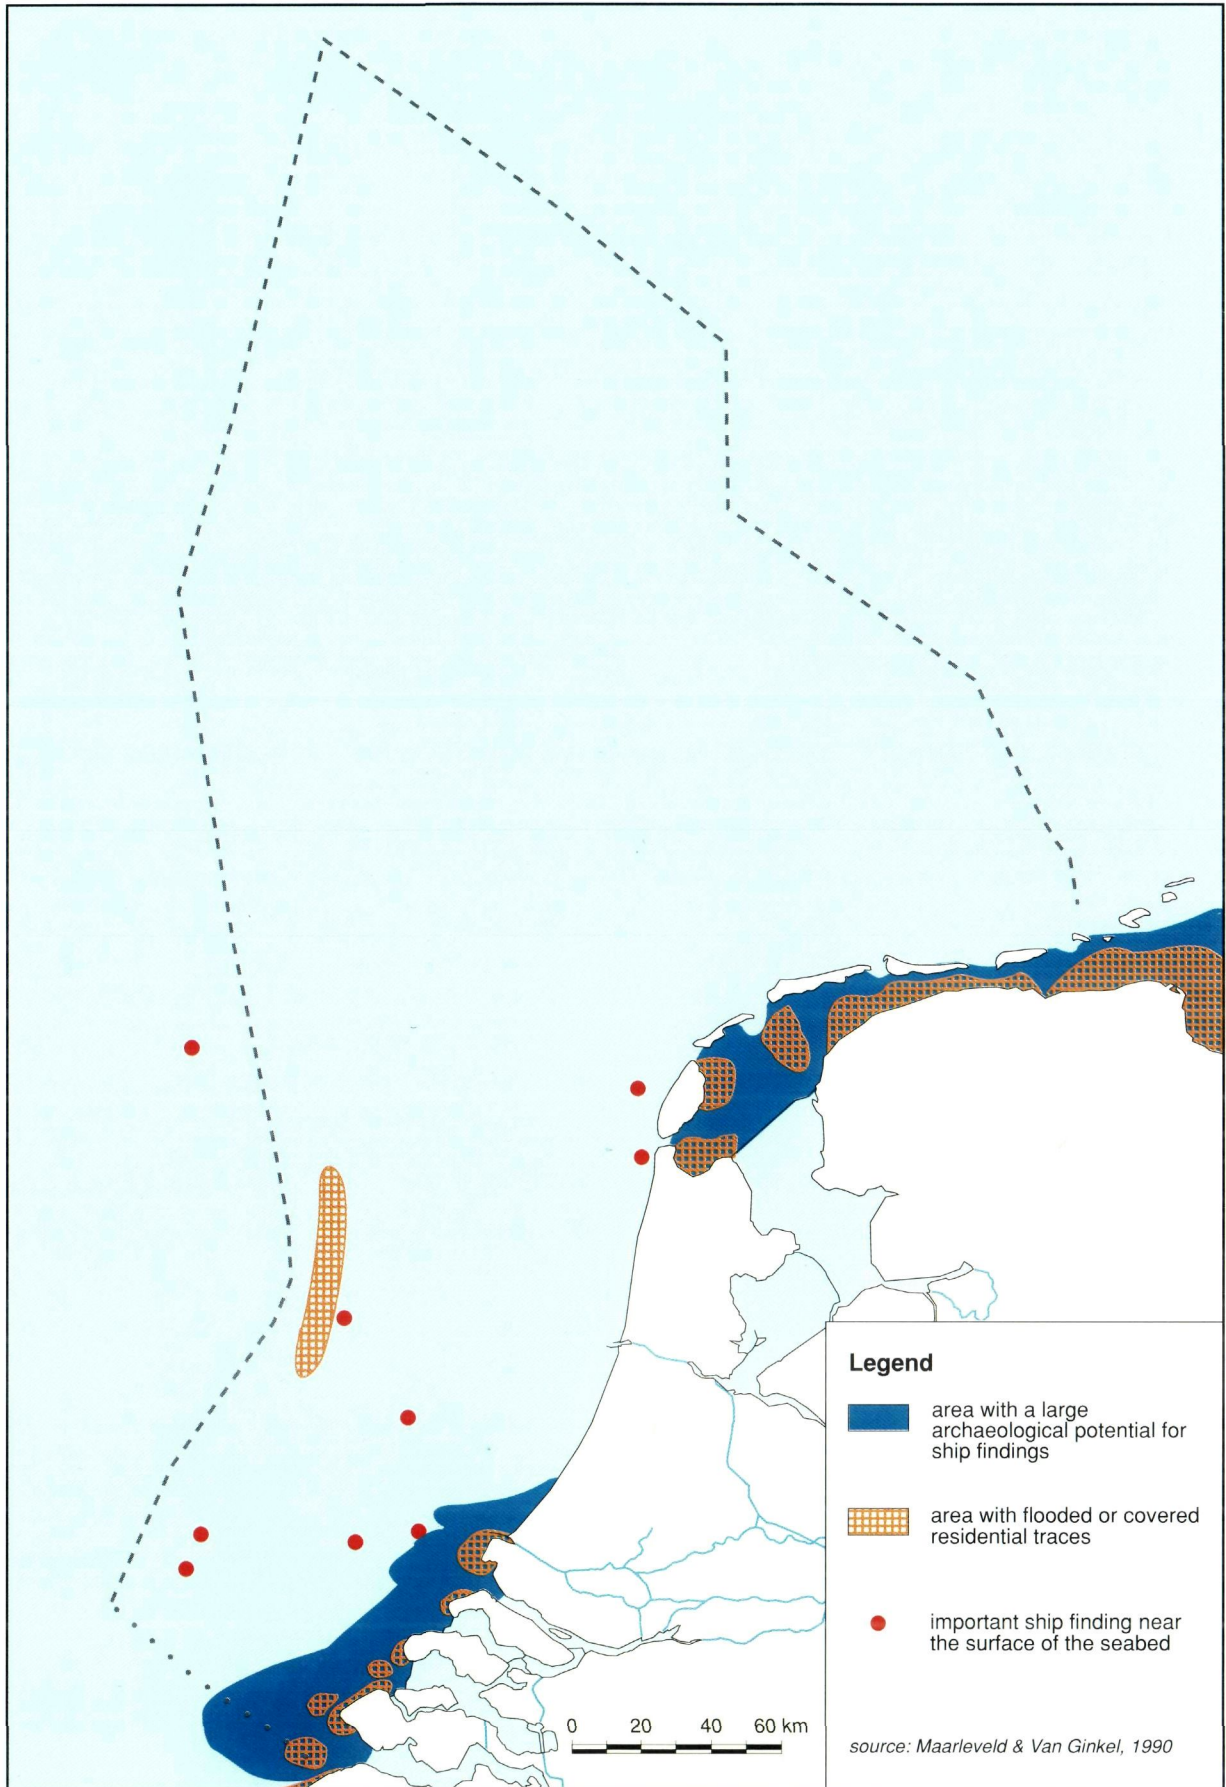 Legend
area with a large
archaeological potential for
ship findings
area with flooded or covered
residential traces
important ship finding near
the surface of the seabed
0 20 40 60 km
source: Maarleveld & Van Ginkel, 1990